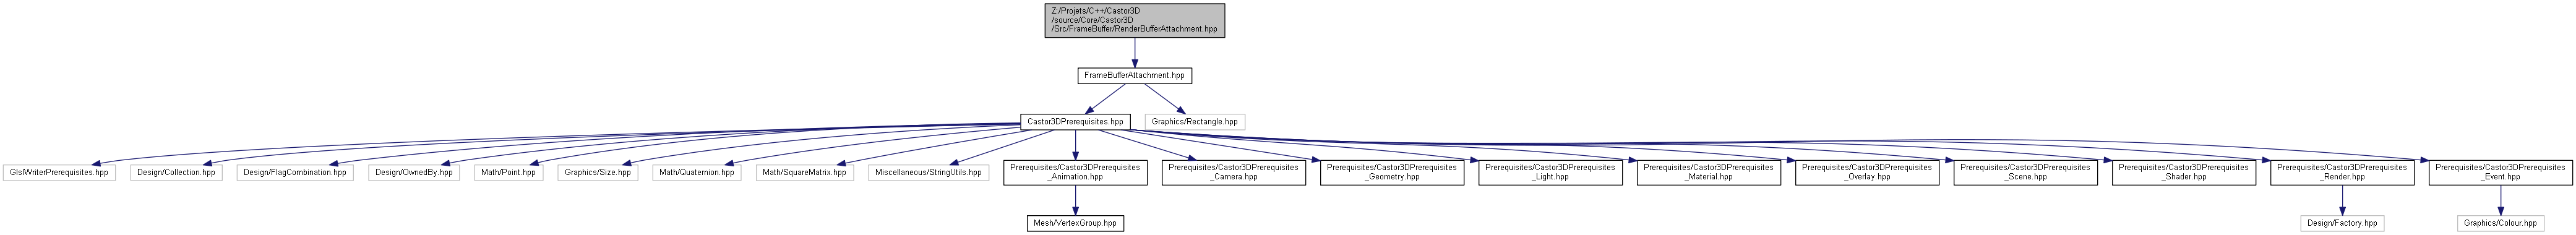 Z:/Projets/C++/Castor3D
/source/Core/Castor3D
/Src/FrameBuffer/RenderBufferAttachment.hpp
FrameBufferAttachment.hpp
Castor3DPrerequisites.hpp
Graphics/Rectangle.hpp
GlslWriterPrerequisites.hpp
Design/Collection.hpp
Design/FlagCombination.hpp
Design/OwnedBy.hpp
Math/Point.hpp
Graphics/Size.hpp
Math/Quaternion.hpp
Math/SquareMatrix.hpp
Miscellaneous/StringUtils.hpp
Prerequisites/Castor3DPrerequisites
_Animation.hpp
Prerequisites/Castor3DPrerequisites
_Camera.hpp
Prerequisites/Castor3DPrerequisites
_Geometry.hpp
Prerequisites/Castor3DPrerequisites
_Light.hpp
Prerequisites/Castor3DPrerequisites
_Material.hpp
Prerequisites/Castor3DPrerequisites
_Overlay.hpp
Prerequisites/Castor3DPrerequisites
_Scene.hpp
Prerequisites/Castor3DPrerequisites
_Shader.hpp
Prerequisites/Castor3DPrerequisites
_Render.hpp
Prerequisites/Castor3DPrerequisites
_Event.hpp
Mesh/VertexGroup.hpp
Design/Factory.hpp
Graphics/Colour.hpp